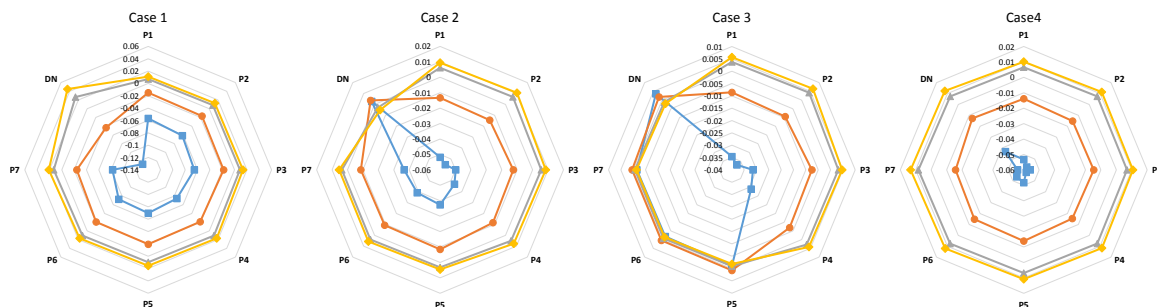 Case 1
P1
0.06
0.04
0.02
0
-0.02
-0.04
-0.06
-0.08
-0.1
-0.12
-0.14
P2
P3
P4
P5
P6
P7
DN
Case 2
P1
0.02
0.01
0
-0.01
-0.02
-0.03
-0.04
-0.05
-0.06
P2
P3
P4
P5
P6
P7
DN
Case 3
P1
0.01
0.005
0
-0.005
-0.01
-0.015
-0.02
-0.025
-0.03
-0.035
-0.04
P2
P3
P4
P5
P6
P7
DN
Case4
P1
0.02
0.01
0
-0.01
-0.02
-0.03
-0.04
-0.05
-0.06
P2
P3
P4
P5
P6
P7
DN